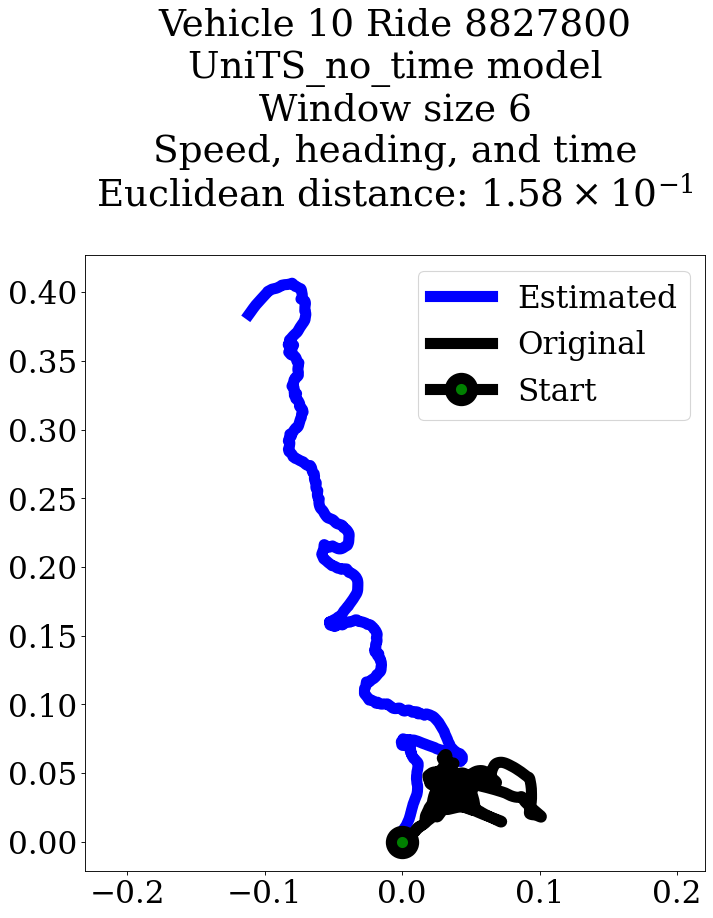 Vehicle 10 Ride 8827800
UniTS_no_time model
Window size 6
Speed, heading, and time
Euclidean distance: 1.58 × 10⁻¹
Estimated
Original
Start
0.40
0.35
0.30
0.25
0.20
0.15
0.10
0.05
0.00
−0.2 −0.1 0.0 0.1 0.2